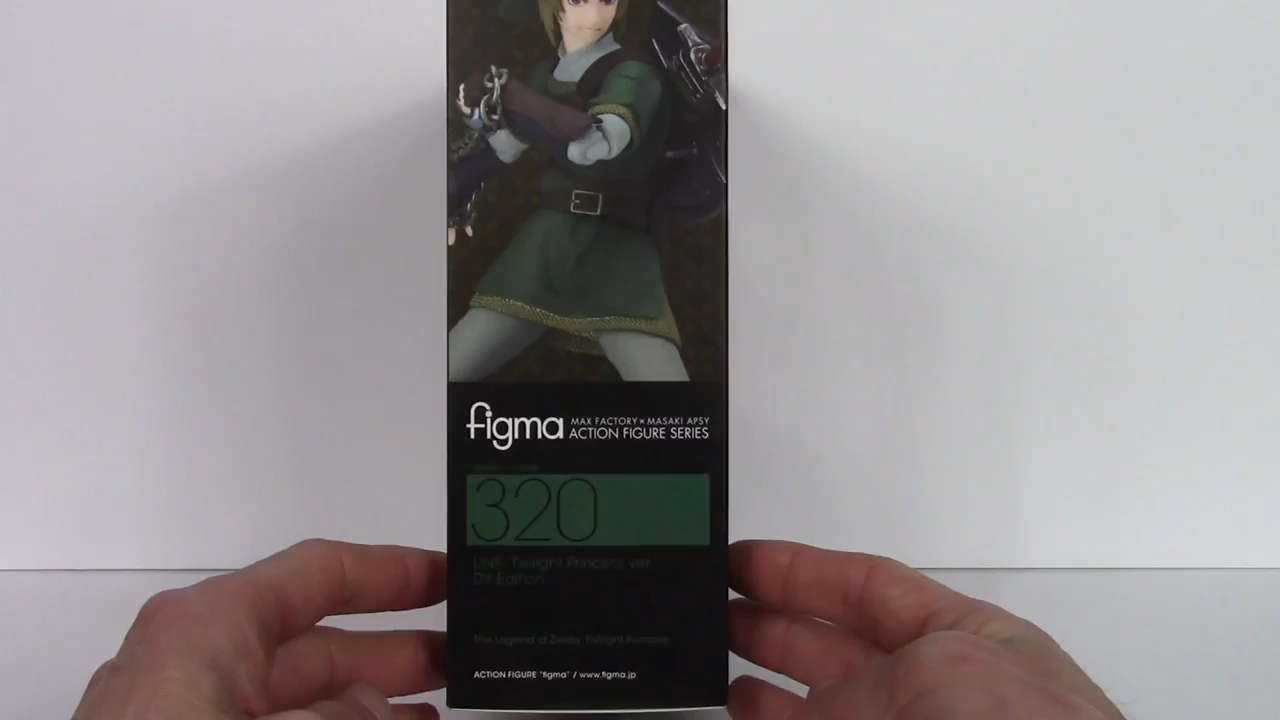 figma
MAX FACTORY × MASAKI APSY
ACTION FIGURE SERIES
320
LINK Twilight Princess ver.
DX Edition
The Legend of Zelda: Twilight Princess
ACTION FIGURE "figma" / www.figma.jp